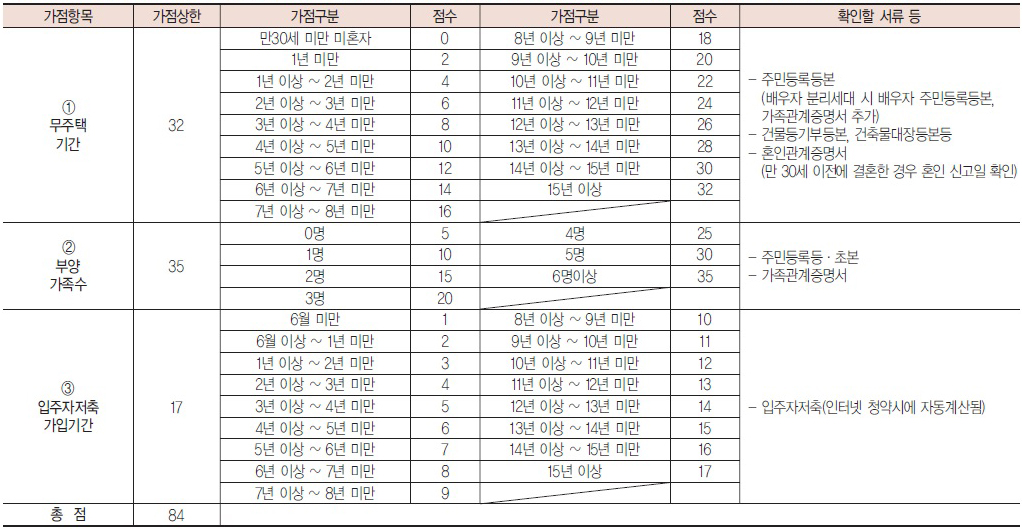 가점항목 가점상한 가점구분 점수 가점구분 점수 확인할 서류 등
① 무주택 기간 32
만30세 미만 미혼자 0 8년 이상 ~ 9년 미만 18
1년 미만 2 9년 이상 ~ 10년 미만 20
1년 이상 ~ 2년 미만 4 10년 이상 ~ 11년 미만 22
2년 이상 ~ 3년 미만 6 11년 이상 ~ 12년 미만 24
3년 이상 ~ 4년 미만 8 12년 이상 ~ 13년 미만 26
4년 이상 ~ 5년 미만 10 13년 이상 ~ 14년 미만 28
5년 이상 ~ 6년 미만 12 14년 이상 ~ 15년 미만 30
6년 이상 ~ 7년 미만 14 15년 이상 32
7년 이상 ~ 8년 미만 16
- 주민등록등본
(배우자 분리세대 시 배우자 주민등록등본,
가족관계증명서 추가)
- 건물등기부등본, 건축물대장등본등
- 혼인관계증명서
(만 30세 이전에 결혼한 경우 혼인 신고일 확인)
② 부양 가족수 35
0명 5 4명 25
1명 10 5명 30
2명 15 6명이상 35
3명 20
- 주민등록등·초본
- 가족관계증명서
③ 입주자저축 가입기간 17
6월 미만 1 8년 이상 ~ 9년 미만 10
6월 이상 ~ 1년 미만 2 9년 이상 ~ 10년 미만 11
1년 이상 ~ 2년 미만 3 10년 이상 ~ 11년 미만 12
2년 이상 ~ 3년 미만 4 11년 이상 ~ 12년 미만 13
3년 이상 ~ 4년 미만 5 12년 이상 ~ 13년 미만 14
4년 이상 ~ 5년 미만 6 13년 이상 ~ 14년 미만 15
5년 이상 ~ 6년 미만 7 14년 이상 ~ 15년 미만 16
6년 이상 ~ 7년 미만 8 15년 이상 17
7년 이상 ~ 8년 미만 9
- 입주자저축(인터넷 청약시에 자동계산됨)
총 점 84